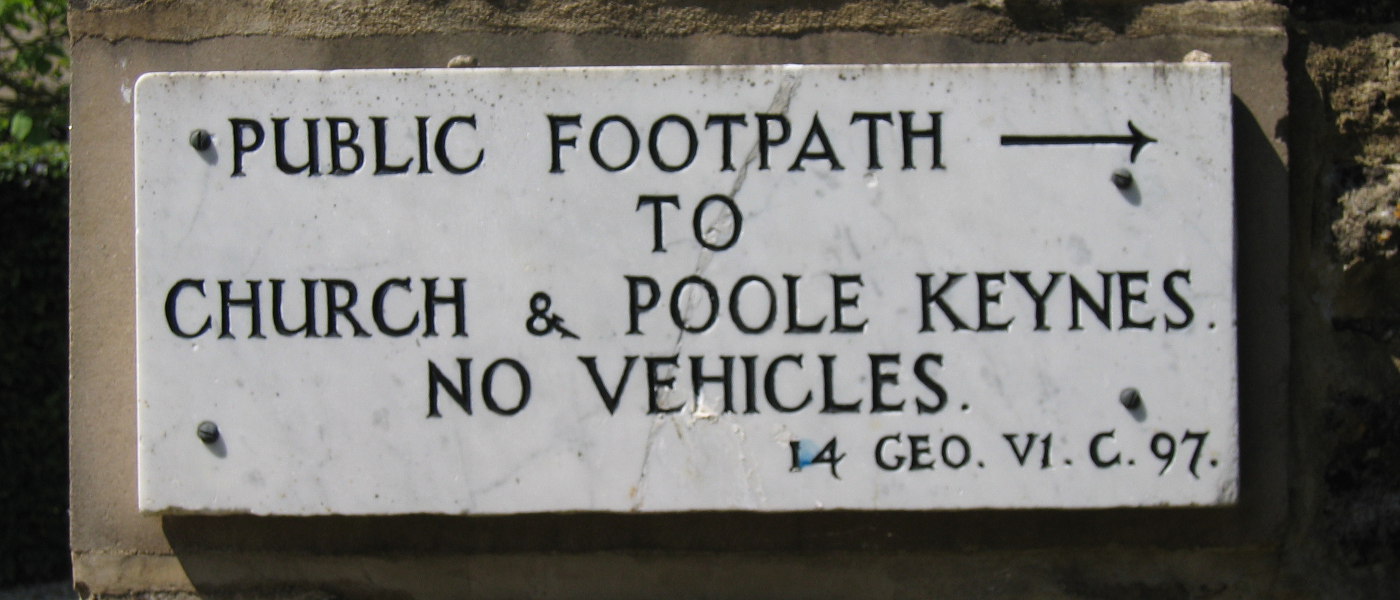 PUBLIC FOOTPATH →
TO
CHURCH & POOLE KEYNES.
NO VEHICLES.
14 GEO. VI. C. 97.